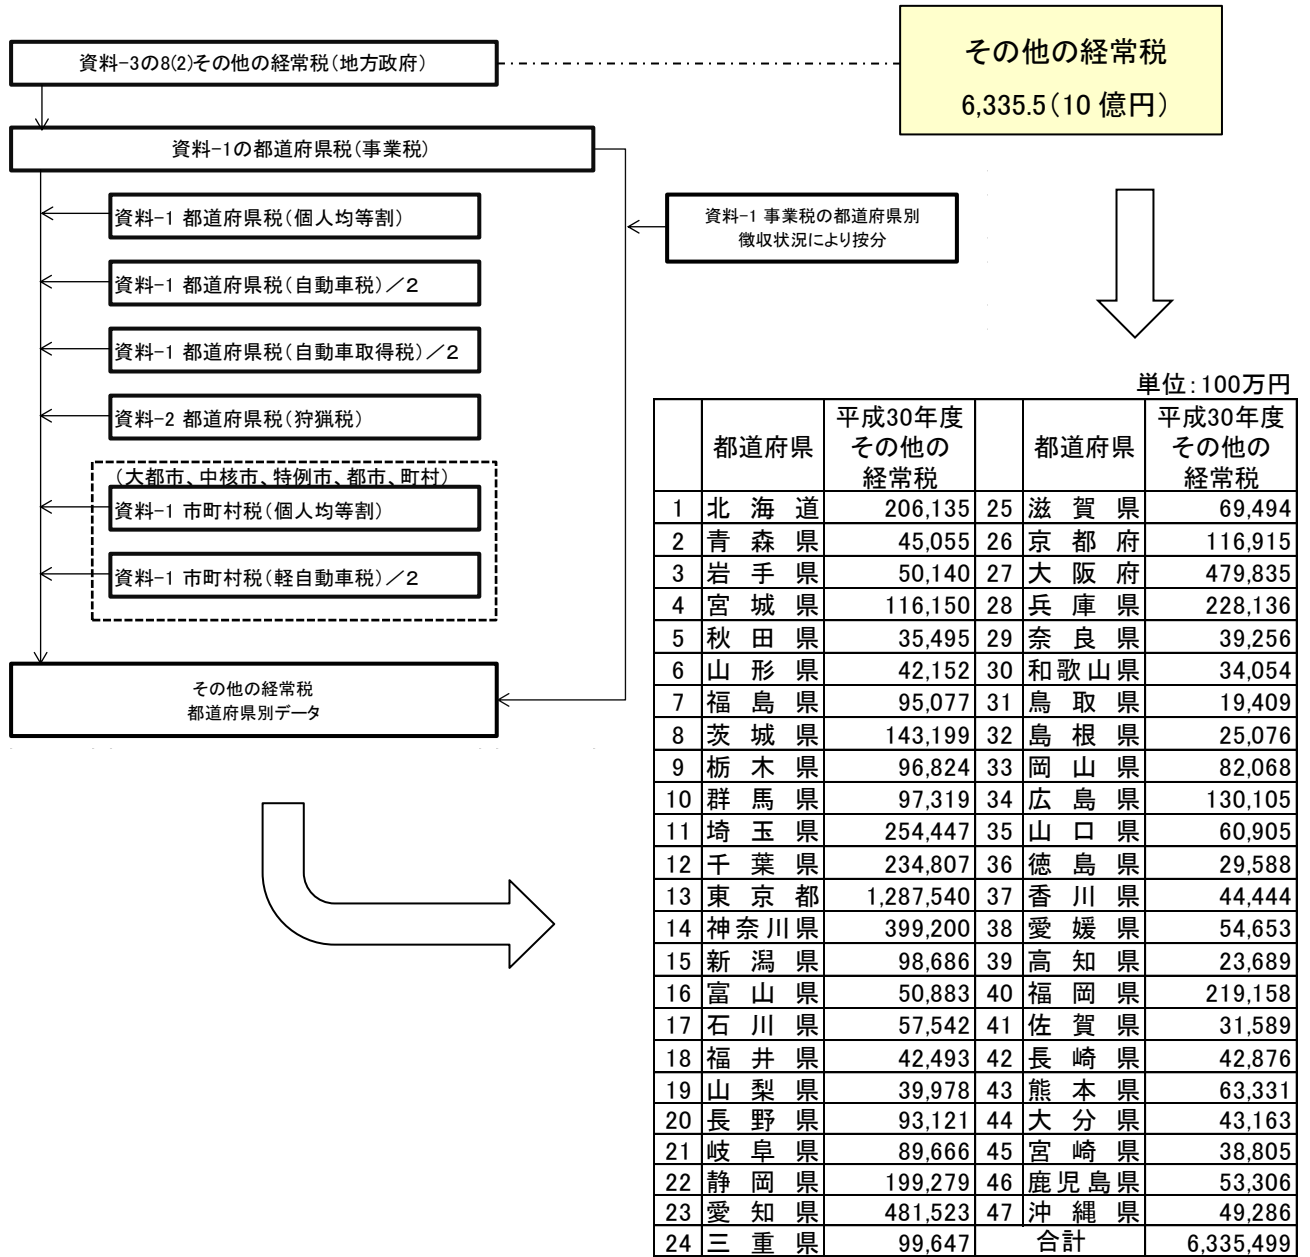 資料-3の8(2)その他の経常税(地方政府)
その他の経常税
6,335.5(10 億円)
資料-1の都道府県税(事業税)
資料-1 都道府県税(個人均等割)
資料-1 事業税の都道府県別
徴収状況により按分
資料-1 都道府県税(自動車税)／2
資料-1 都道府県税(自動車取得税)／2
資料-2 都道府県税(狩猟税)
(大都市、中核市、特例市、都市、町村)
資料-1 市町村税(個人均等割)
資料-1 市町村税(軽自動車税)／2
その他の経常税
都道府県別データ
単位:100万円
都道府県 平成30年度 その他の 経常税 都道府県 平成30年度 その他の 経常税
1 北海道 206,135 25 滋賀県 69,494
2 青森県 45,055 26 京都府 116,915
3 岩手県 50,140 27 大阪府 479,835
4 宮城県 116,150 28 兵庫県 228,136
5 秋田県 35,495 29 奈良県 39,256
6 山形県 42,152 30 和歌山県 34,054
7 福島県 95,077 31 鳥取県 19,409
8 茨城県 143,199 32 島根県 25,076
9 栃木県 96,824 33 岡山県 82,068
10 群馬県 97,319 34 広島県 130,105
11 埼玉県 254,447 35 山口県 60,905
12 千葉県 234,807 36 徳島県 29,588
13 東京都 1,287,540 37 香川県 44,444
14 神奈川県 399,200 38 愛媛県 54,653
15 新潟県 98,686 39 高知県 23,689
16 富山県 50,883 40 福岡県 219,158
17 石川県 57,542 41 佐賀県 31,589
18 福井県 42,493 42 長崎県 42,876
19 山梨県 39,978 43 熊本県 63,331
20 長野県 93,121 44 大分県 43,163
21 岐阜県 89,666 45 宮崎県 38,805
22 静岡県 199,279 46 鹿児島県 53,306
23 愛知県 481,523 47 沖縄県 49,286
24 三重県 99,647 合計 6,335,499